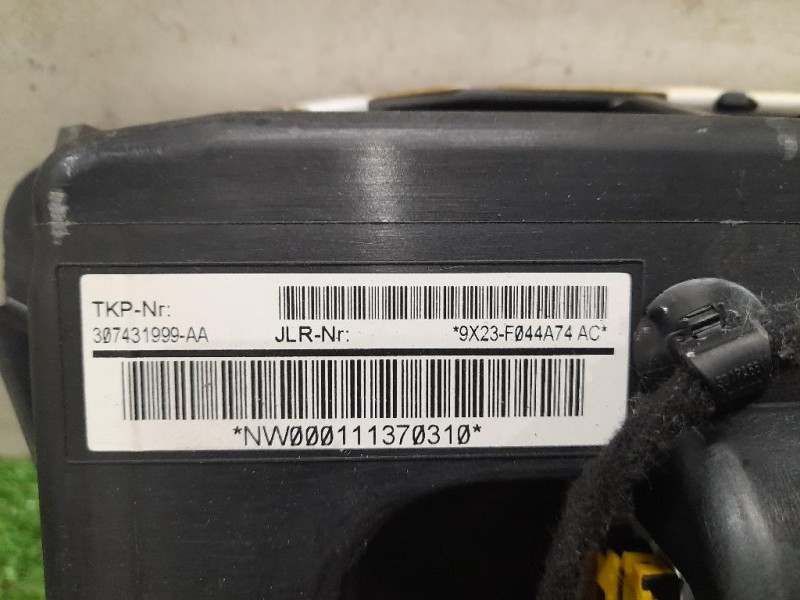 TKP-Nr:
307431999-AA JLR-Nr: *9X23-F044A74 AC*
*NW000111370310*